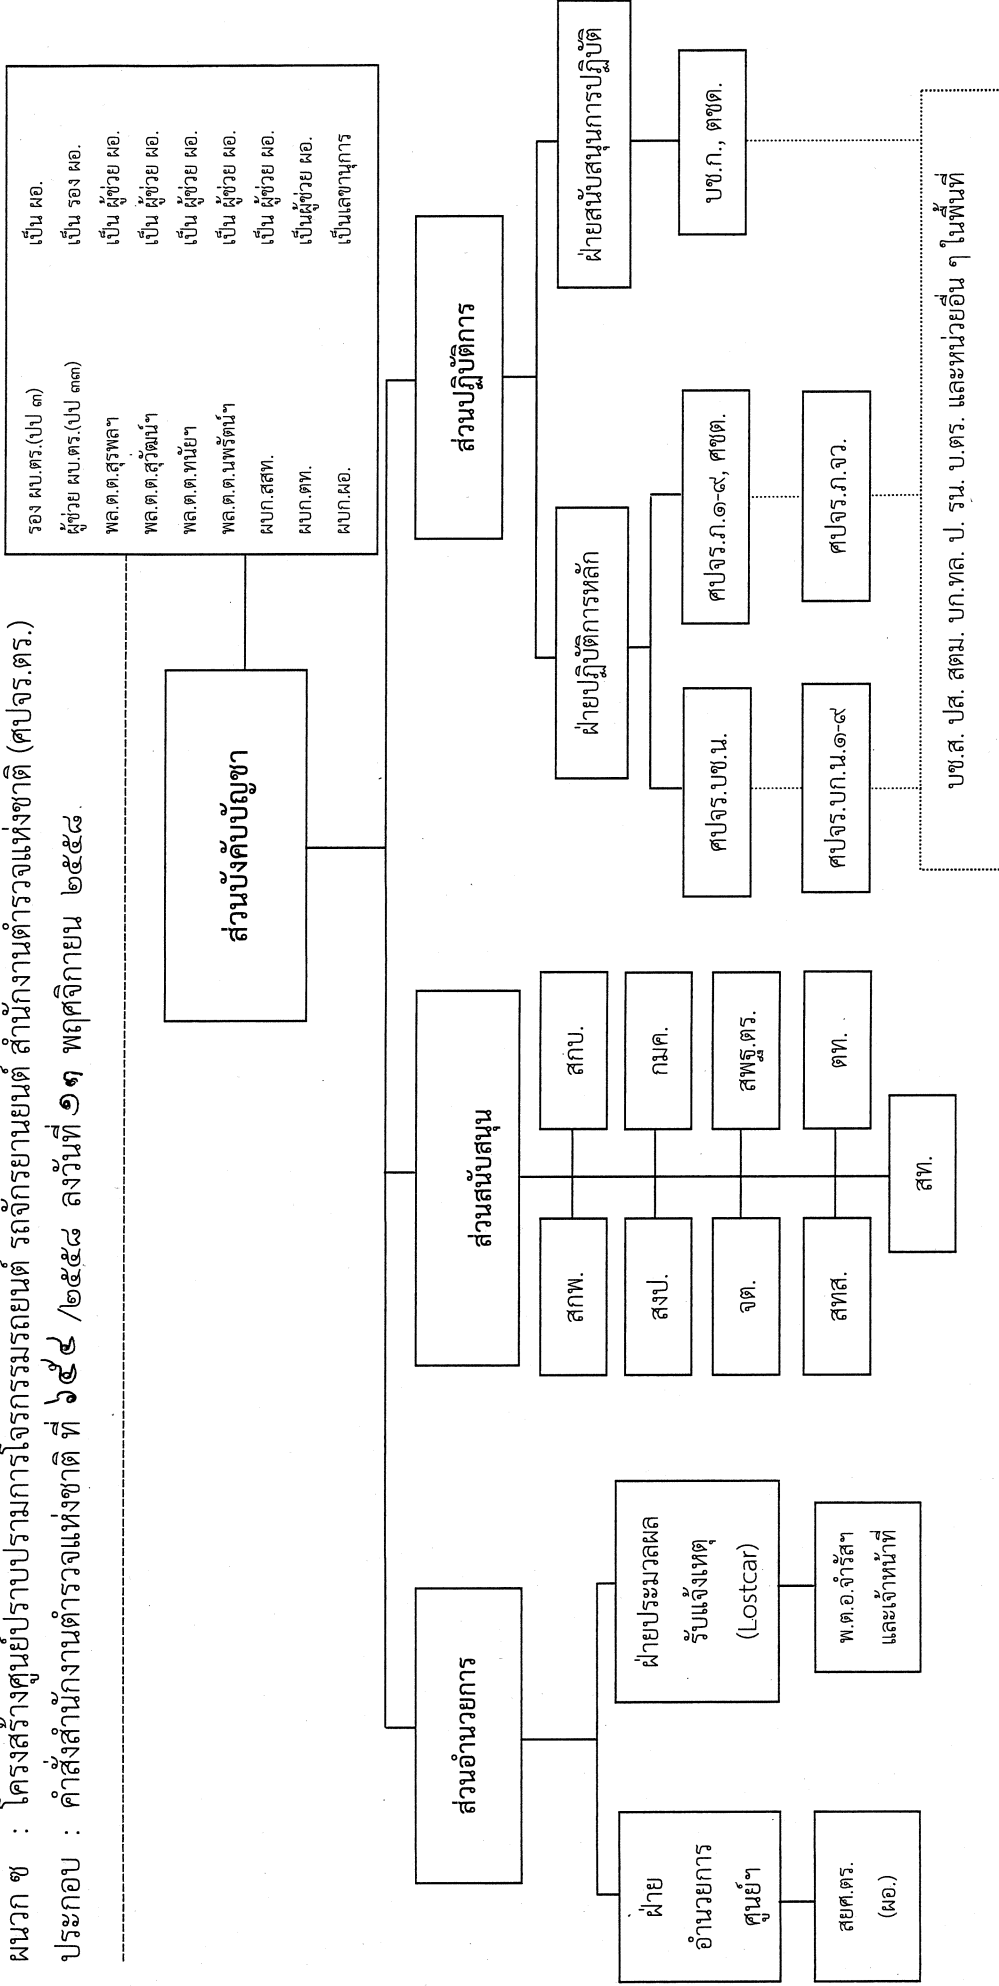 ผนวก ช : โครงสร้างศูนย์ปราบปรามการโจรกรรมรถยนต์ รถจักรยานยนต์ สำนักงานตำรวจแห่งชาติ (ศปจร.ตร.)
ประกอบ : คำสั่งสำนักงานตำรวจแห่งชาติ ที่ ๖๕๔ /๒๕๕๘ ลงวันที่ ๑๑ พฤศจิกายน ๒๕๕๘
รอง ผบ.ตร.(ปป ๓) เป็น ผอ.
ผู้ช่วย ผบ.ตร.(ปป ๓๓) เป็น รอง ผอ.
พล.ต.ต.สุรพลฯ เป็น ผู้ช่วย ผอ.
พล.ต.ต.สุวัฒน์ฯ เป็น ผู้ช่วย ผอ.
พล.ต.ต.ทนัยฯ เป็น ผู้ช่วย ผอ.
พล.ต.ต.นพรัตน์ฯ เป็น ผู้ช่วย ผอ.
ผบก.สสท. เป็น ผู้ช่วย ผอ.
ผบก.ตท. เป็นผู้ช่วย ผอ.
ผบก.ผอ. เป็นเลขานุการ
ส่วนบังคับบัญชา
ส่วนอำนวยการ
ฝ่าย
อำนวยการ
ศูนย์ฯ
สยศ.ตร.
(ผอ.)
ฝ่ายประมวลผล
รับแจ้งเหตุ
(Lostcar)
พ.ต.อ.จำรัสฯ
และเจ้าหน้าที่
ส่วนสนับสนุน
สกพ.
สกบ.
สงป.
กมค.
จต.
สพฐ.ตร.
สทส.
ตท.
สท.
ส่วนปฏิบัติการ
ฝ่ายปฏิบัติการหลัก
ฝ่ายสนับสนุนการปฏิบัติ
ศปจร.บช.น.
ศปจร.ภ.๑-๙, ศชต.
บช.ก., ตชด.
ศปจร.บก.น.๑-๙
ศปจร.ภ.จว.
บช.ส. ปส. สตม. บก.ทล. ป. รน. บ.ตร. และหน่วยอื่น ๆ ในพื้นที่